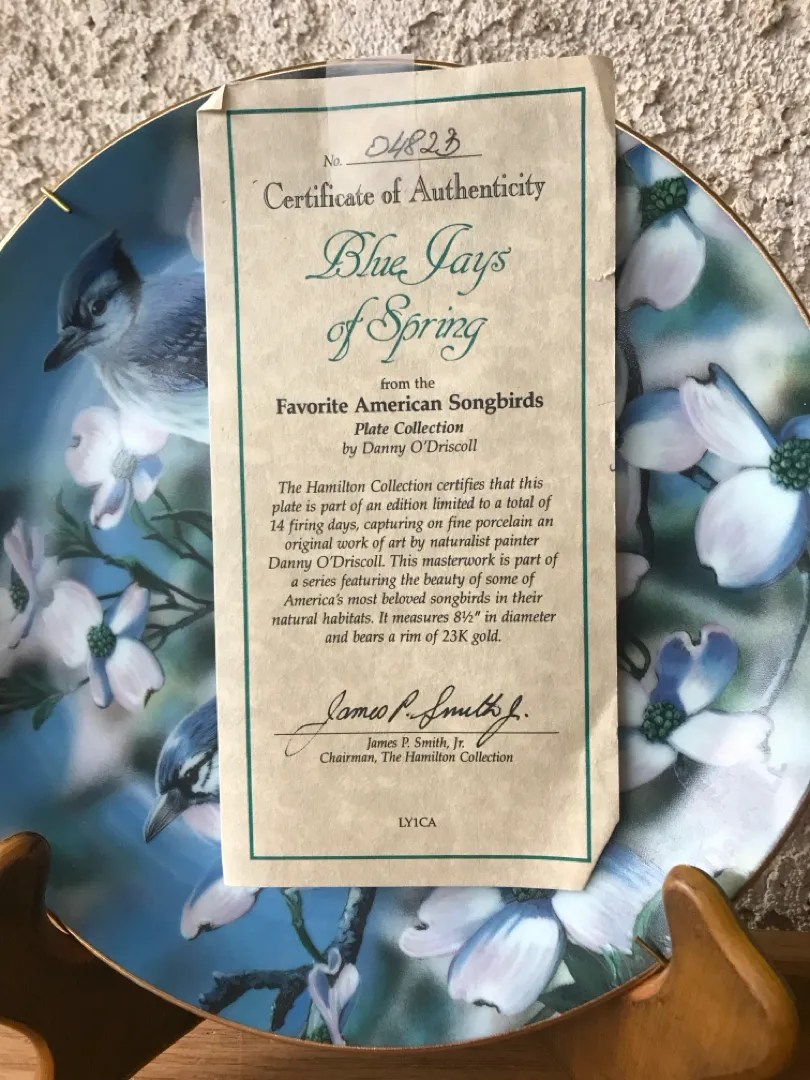 No. 04823
Certificate of Authenticity
Blue Jays
of Spring
from the
Favorite American Songbirds
Plate Collection
by Danny O'Driscoll
The Hamilton Collection certifies that this
plate is part of an edition limited to a total of
14 firing days, capturing on fine porcelain an
original work of art by naturalist painter
Danny O'Driscoll. This masterwork is part of
a series featuring the beauty of some of
America's most beloved songbirds in their
natural habitats. It measures 8½" in diameter
and bears a rim of 23K gold.
James P. Smith Jr.
James P. Smith, Jr.
Chairman, The Hamilton Collection
LY1CA